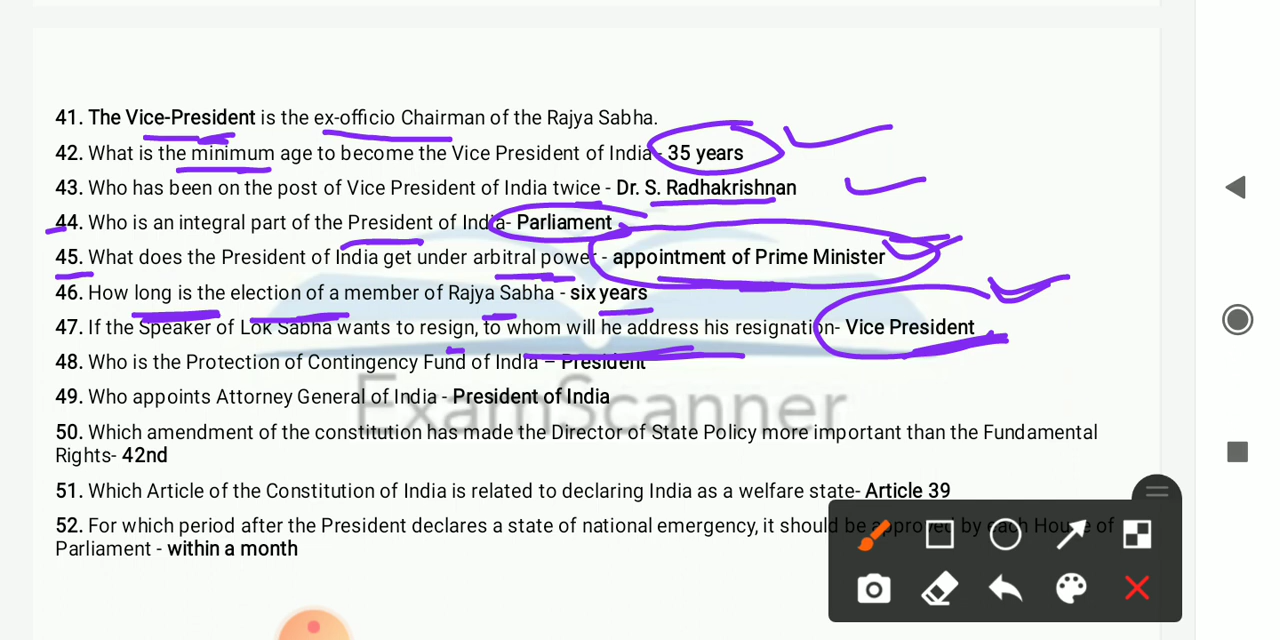 41. The Vice-President is the ex-officio Chairman of the Rajya Sabha.
42. What is the minimum age to become the Vice President of India- 35 years
43. Who has been on the post of Vice President of India twice - Dr. S. Radhakrishnan
44. Who is an integral part of the President of India- Parliament
45. What does the President of India get under arbitral power - appointment of Prime Minister
46. How long is the election of a member of Rajya Sabha - six years
47. If the Speaker of Lok Sabha wants to resign, to whom will he address his resignation- Vice President
48. Who is the Protection of Contingency Fund of India – President
49. Who appoints Attorney General of India - President of India
ExamScanner
50. Which amendment of the constitution has made the Director of State Policy more important than the Fundamental
Rights- 42nd
51. Which Article of the Constitution of India is related to declaring India as a welfare state- Article 39
52. For which period after the President declares a state of national emergency, it should be approved by each House of
Parliament - within a month